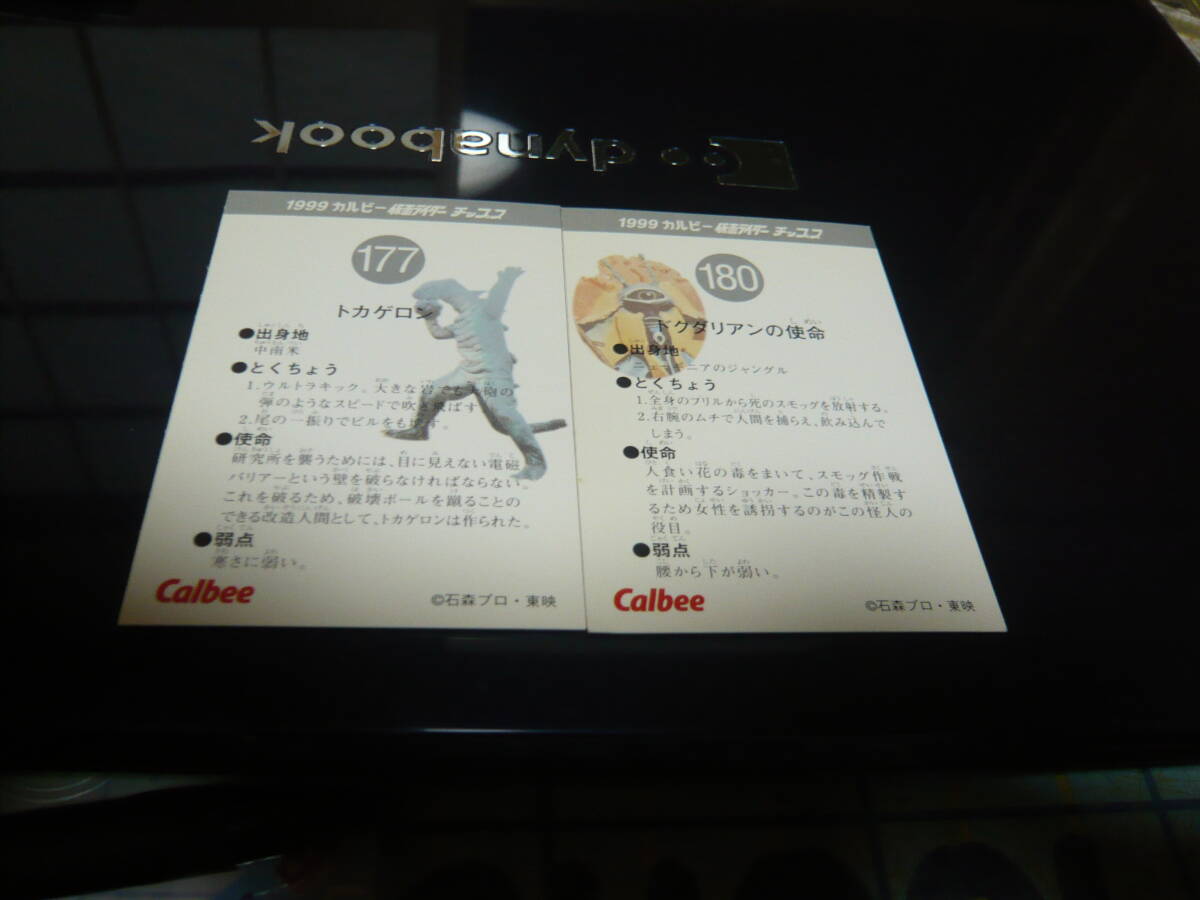 dynabook
1999 カルビー 仮面ライダー チップス
177
トカゲロン
●出身地
中南米
●とくちょう
1.ウルトラキック。大きな岩でも大砲の
弾のようなスピードで吹き飛ばす
2.尾の一振りでビルをも壊す。
●使命
研究所を襲うためには、目に見えない電磁
バリアーという壁を破らなければならない。
これを破るため、破壊ボールを蹴ることの
できる改造人間として、トカゲロンは作られた。
●弱点
寒さに弱い。
Calbee
©石森プロ・東映
1999 カルビー 仮面ライダー チップス
180
ドクダリアンの使命
●出身地
ニューギニアのジャングル
●とくちょう
1.全身のプリルから死のスモッグを放射する。
2.右腕のムチで人間を捕らえ、飲み込んで
しまう。
●使命
人食い花の毒をまいて、スモッグ作戦
を計画するショッカー。この毒を精製す
るため女性を誘拐するのがこの怪人の
役目。
●弱点
腰から下が弱い。
Calbee
©石森プロ・東映